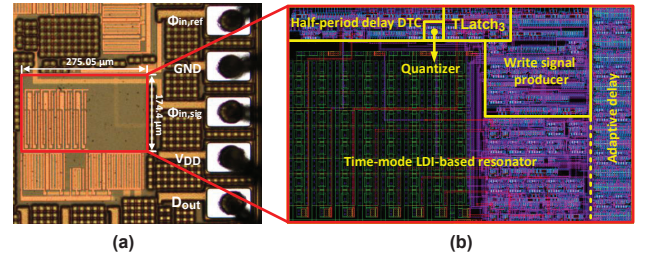 Φin,ref
275.05 µm
GND
174.4 µm
Φin,sig
VDD
Dout
(a)
Half-period delay DTC
TLatch3
Quantizer
Write signal
producer
Adaptive delay
Time-mode LDI-based resonator
(b)